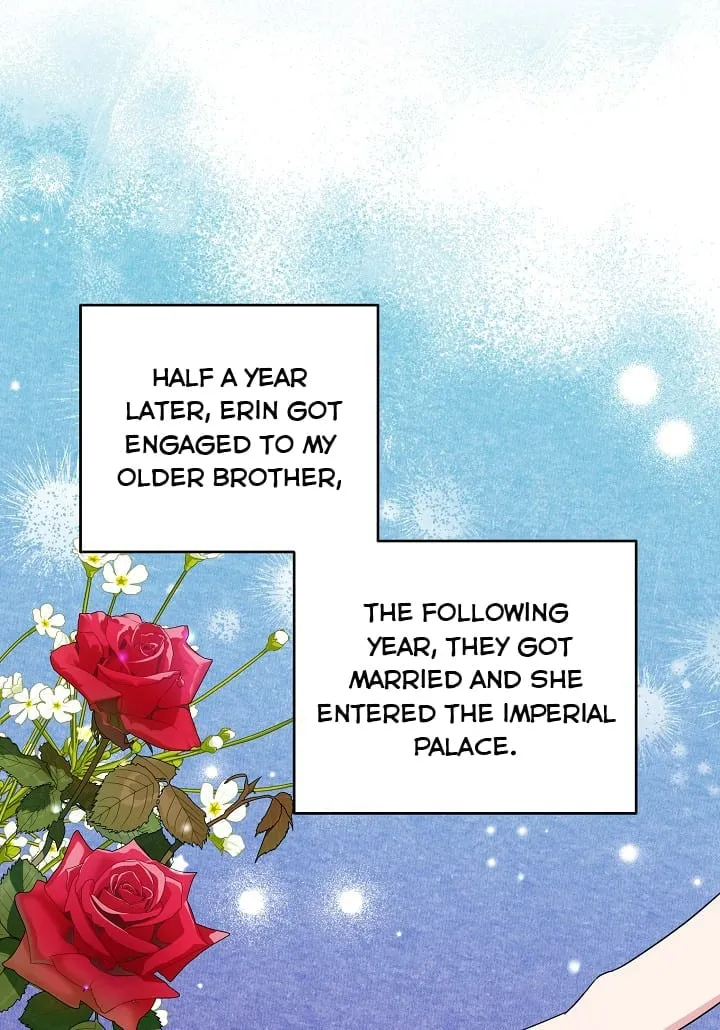 HALF A YEAR
LATER, ERIN GOT
ENGAGED TO MY
OLDER BROTHER,
THE FOLLOWING
YEAR, THEY GOT
MARRIED AND SHE
ENTERED THE IMPERIAL
PALACE.